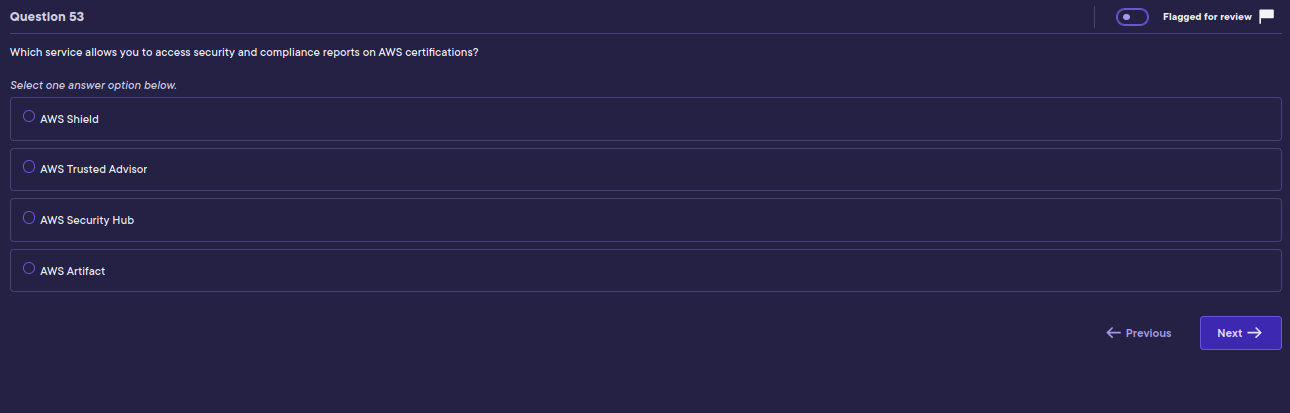 Question 53
Flagged for review
Which service allows you to access security and compliance reports on AWS certifications?
Select one answer option below.
AWS Shield
AWS Trusted Advisor
AWS Security Hub
AWS Artifact
Previous
Next